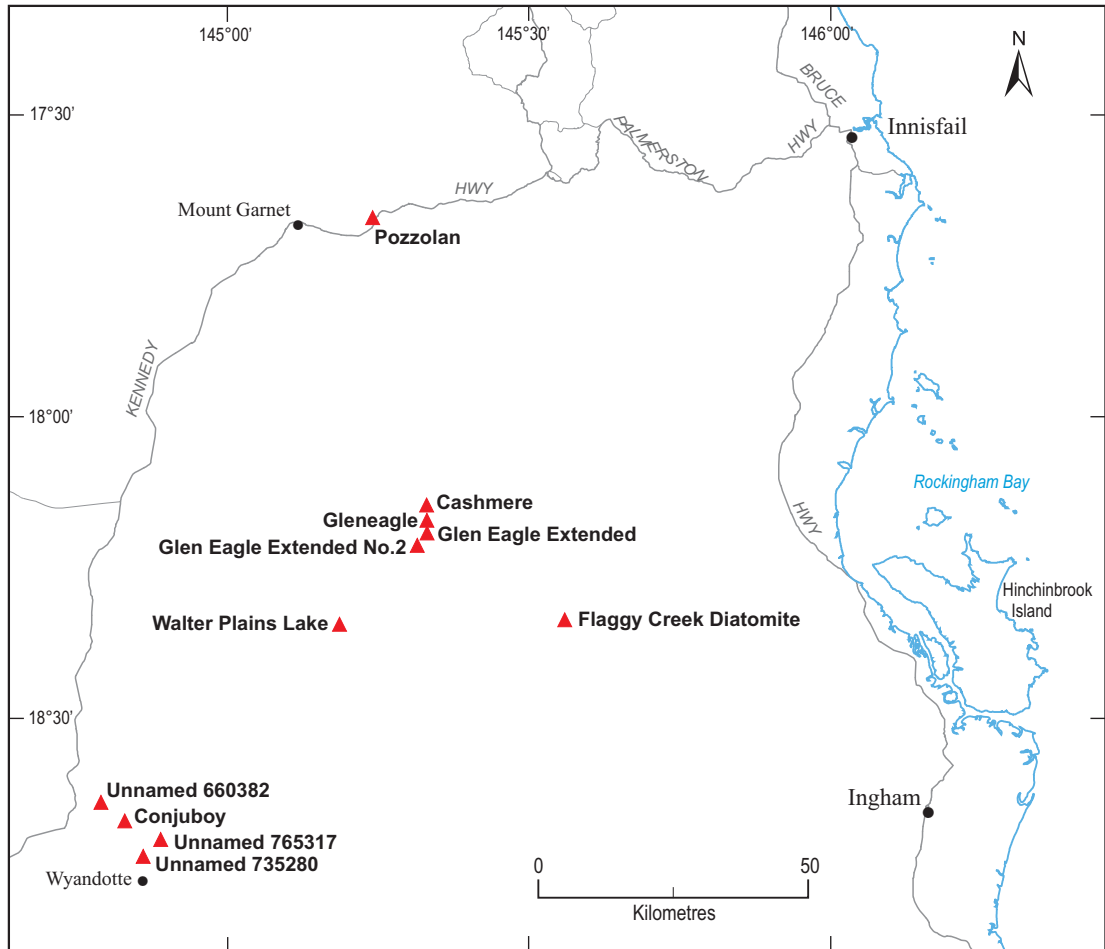 145°00'
145°30'
146°00'
N
BRUCE
17°30'
PALMERSTON
HWY
Innisfail
HWY
Mount Garnet
Pozzolan
KENNEDY
18°00'
Rockingham Bay
Cashmere
Gleneagle
Glen Eagle Extended
HWY
Glen Eagle Extended No.2
Hinchinbrook
Island
Walter Plains Lake
Flaggy Creek Diatomite
18°30'
Unnamed 660382
Ingham
Conjuboy
Unnamed 765317
Unnamed 735280
0
50
Wyandotte
Kilometres